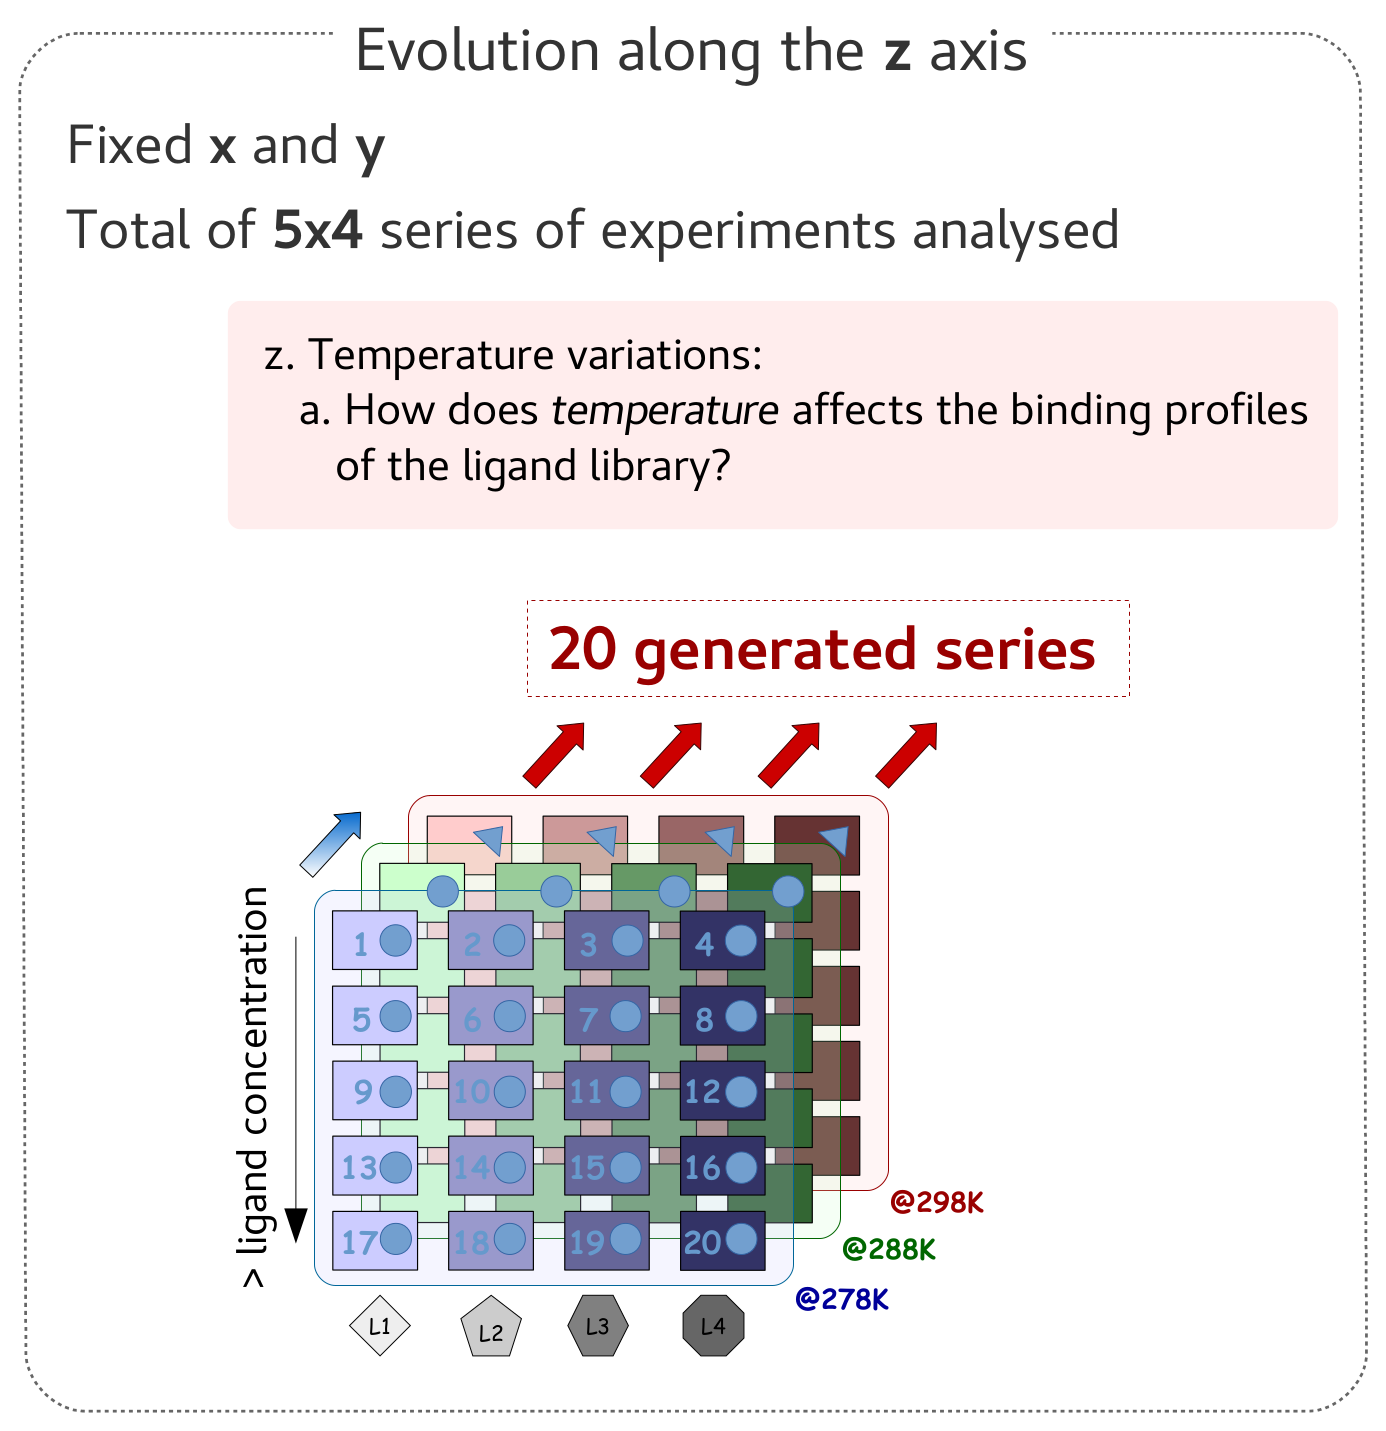 Evolution along the z axis
Fixed x and y
Total of 5x4 series of experiments analysed
z. Temperature variations:
a. How does temperature affects the binding profiles
of the ligand library?
20 generated series
> ligand concentration
1 2 3 4
5 6 7 8
9 10 11 12
13 14 15 16
17 18 19 20
@298K
@288K
@278K
L1 L2 L3 L4